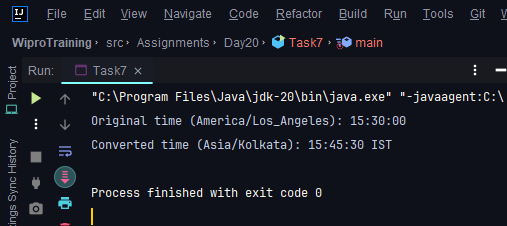 IJ File Edit View Navigate Code Refactor Build Run Tools Git
WiproTraining src Assignments Day20 Task7 main
Run: Task7
"C:\Program Files\Java\jdk-20\bin\java.exe" "-javaagent:C:\
Original time (America/Los_Angeles): 15:30:00
Converted time (Asia/Kolkata): 15:45:30 IST
Process finished with exit code 0
Project
ings Sync History